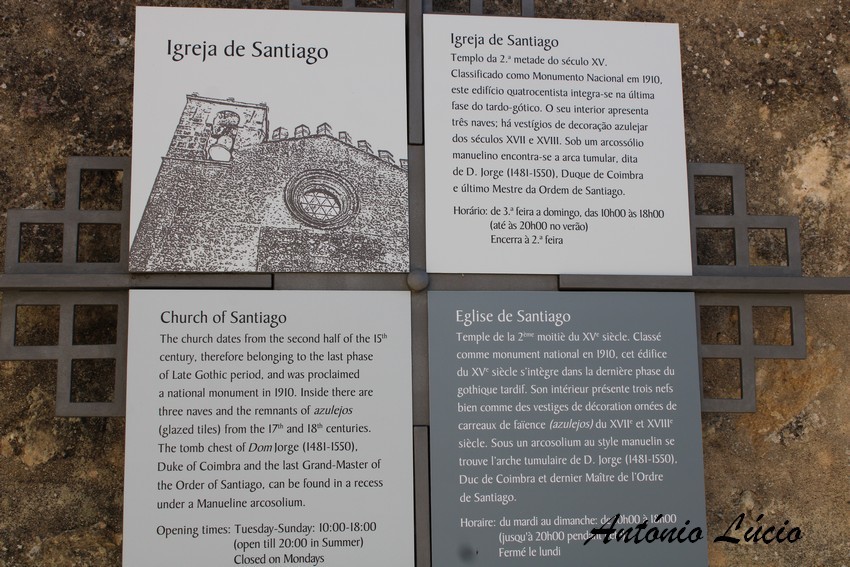 Igreja de Santiago
Igreja de Santiago
Templo da 2.ª metade do século XV.
Classificado como Monumento Nacional em 1910,
este edifício quatrocentista integra-se na última
fase do tardo-gótico. O seu interior apresenta
três naves; há vestígios de decoração azulejar
dos séculos XVII e XVIII. Sob um arcossólio
manuelino encontra-se a arca tumular, dita
de D. Jorge (1481-1550), Duque de Coimbra
e último Mestre da Ordem de Santiago.
Horário: de 3.ª feira a domingo, das 10h00 às 18h00
(até às 20h00 no verão)
Encerra à 2.ª feira
Church of Santiago
The church dates from the second half of the 15th
century, therefore belonging to the last phase
of Late Gothic period, and was proclaimed
a national monument in 1910. Inside there are
three naves and the remnants of azulejos
(glazed tiles) from the 17th and 18th centuries.
The tomb chest of Dom Jorge (1481-1550),
Duke of Coimbra and the last Grand-Master of
the Order of Santiago, can be found in a recess
under a Manueline arcosolium.
Opening times: Tuesday-Sunday: 10:00-18:00
(open till 20:00 in Summer)
Closed on Mondays
Eglise de Santiago
Temple de la 2ème moitiè du XVe siècle. Classé
comme monument national en 1910, cet édifice
du XVe siècle s'intègre dans la dernière phase du
gothique tardif. Son intérieur présente trois nefs
bien comme des vestiges de décoration ornées de
carreaux de faïence (azulejos) du XVIIe et XVIIIe
siècle. Sous un arcosolium au style manuelin se
trouve l'arche tumulaire de D. Jorge (1481-1550),
Duc de Coimbra et dernier Maître de l'Ordre
de Santiago.
Horaire: du mardi au dimanche: de 10h00 à 18h00
(jusqu'à 20h00 pendant
Fermé le lundi
António Lúcio